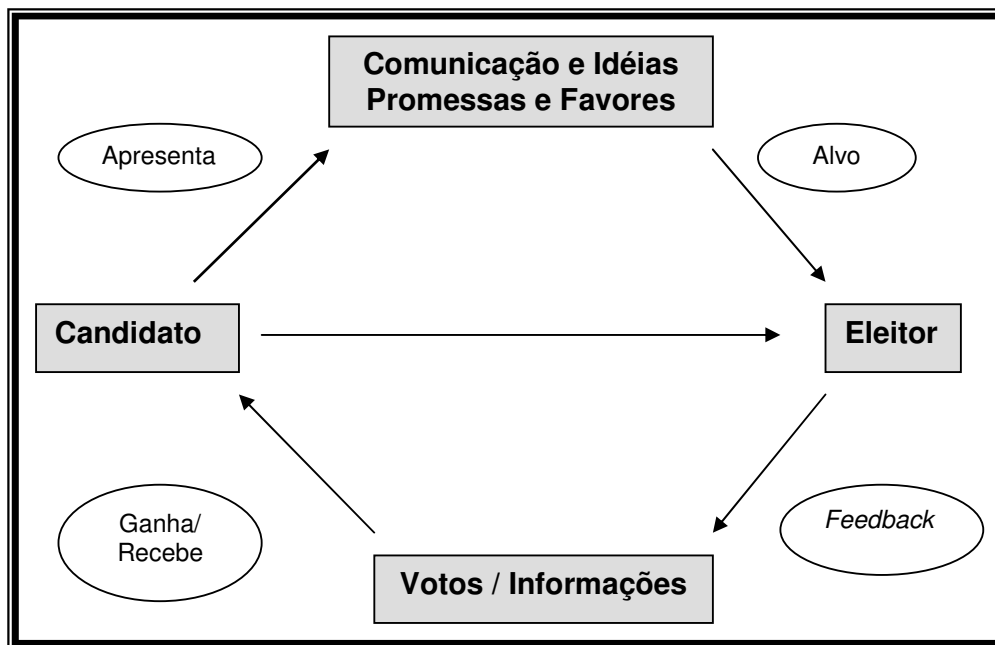 Comunicação e Idéias
Promessas e Favores
Apresenta
Alvo
Candidato
Eleitor
Ganha/
Recebe
Feedback
Votos / Informações